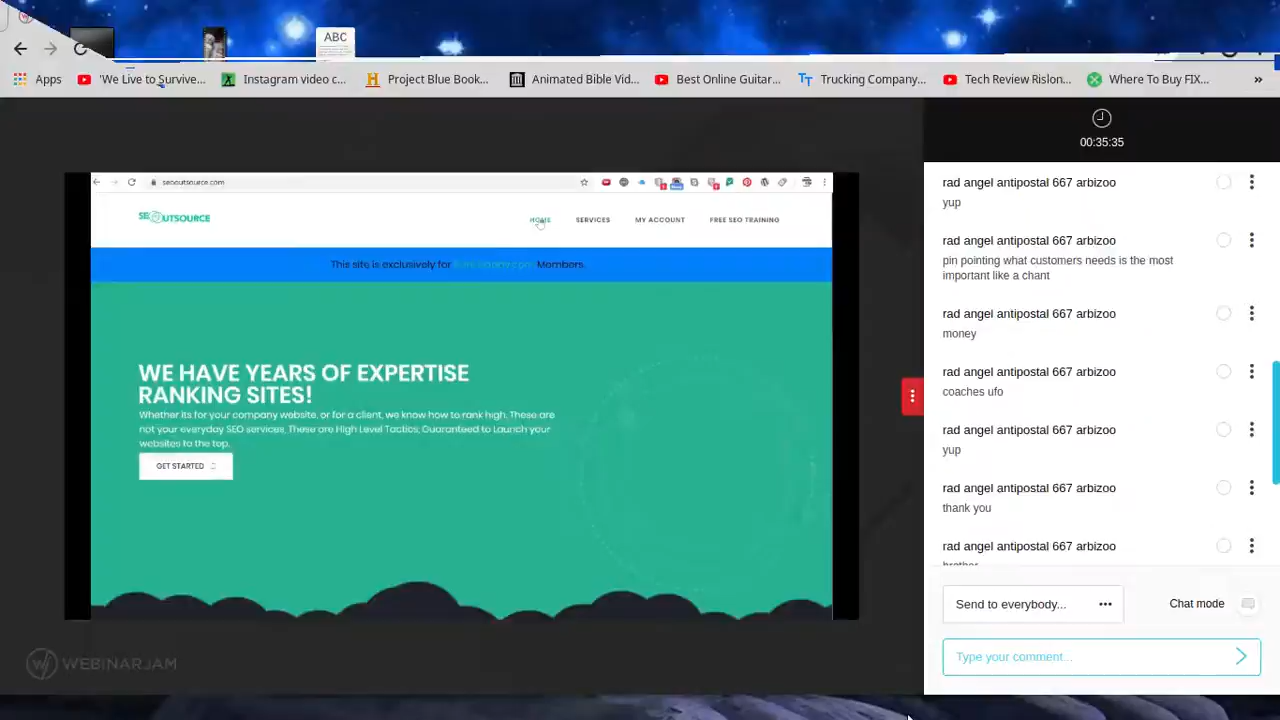 ABC
Apps
'We Live to Survive...
Instagram video c...
Project Blue Book...
Animated Bible Vid...
Best Online Guitar...
Trucking Company...
Tech Review Rislon...
Where To Buy FIX...
»
00:35:35
seooutsource.com
SEOUTSOURCE
HOME
SERVICES
MY ACCOUNT
FREE SEO TRAINING
This site is exclusively for
Members.
WE HAVE YEARS OF EXPERTISE
RANKING SITES!
Whether its for your company website, or for a client, we know how to rank high. These are
not your everyday SEO services, These are High Level Tactics; Guaranteed to Launch your
websites to the top.
GET STARTED
WEBINARJAM
rad angel antipostal 667 arbizoo
yup
rad angel antipostal 667 arbizoo
pin pointing what customers needs is the most
important like a chant
rad angel antipostal 667 arbizoo
money
rad angel antipostal 667 arbizoo
coaches ufo
rad angel antipostal 667 arbizoo
yup
rad angel antipostal 667 arbizoo
thank you
rad angel antipostal 667 arbizoo
brother
Send to everybody...
Chat mode
Type your comment...